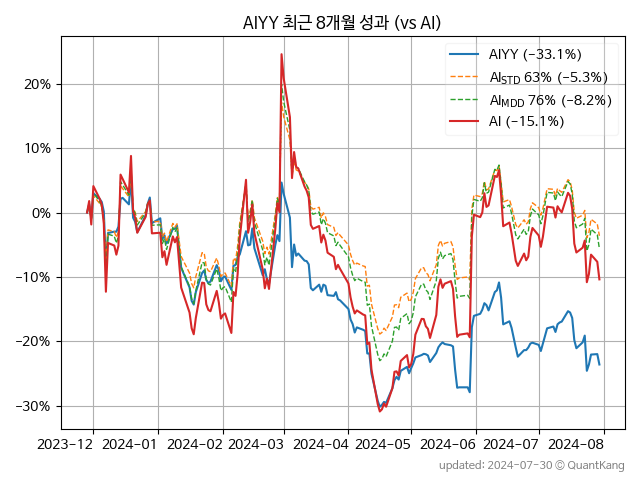 AIYY 최근 8개월 성과 (vs AI)
AIYY (−33.1%)
AI_STD 63% (−5.3%)
AI_MDD 76% (−8.2%)
AI (−15.1%)
20%
10%
0%
−10%
−20%
−30%
2023-12 2024-01 2024-02 2024-03 2024-04 2024-05 2024-06 2024-07 2024-08
updated: 2024-07-30 © QuantKang